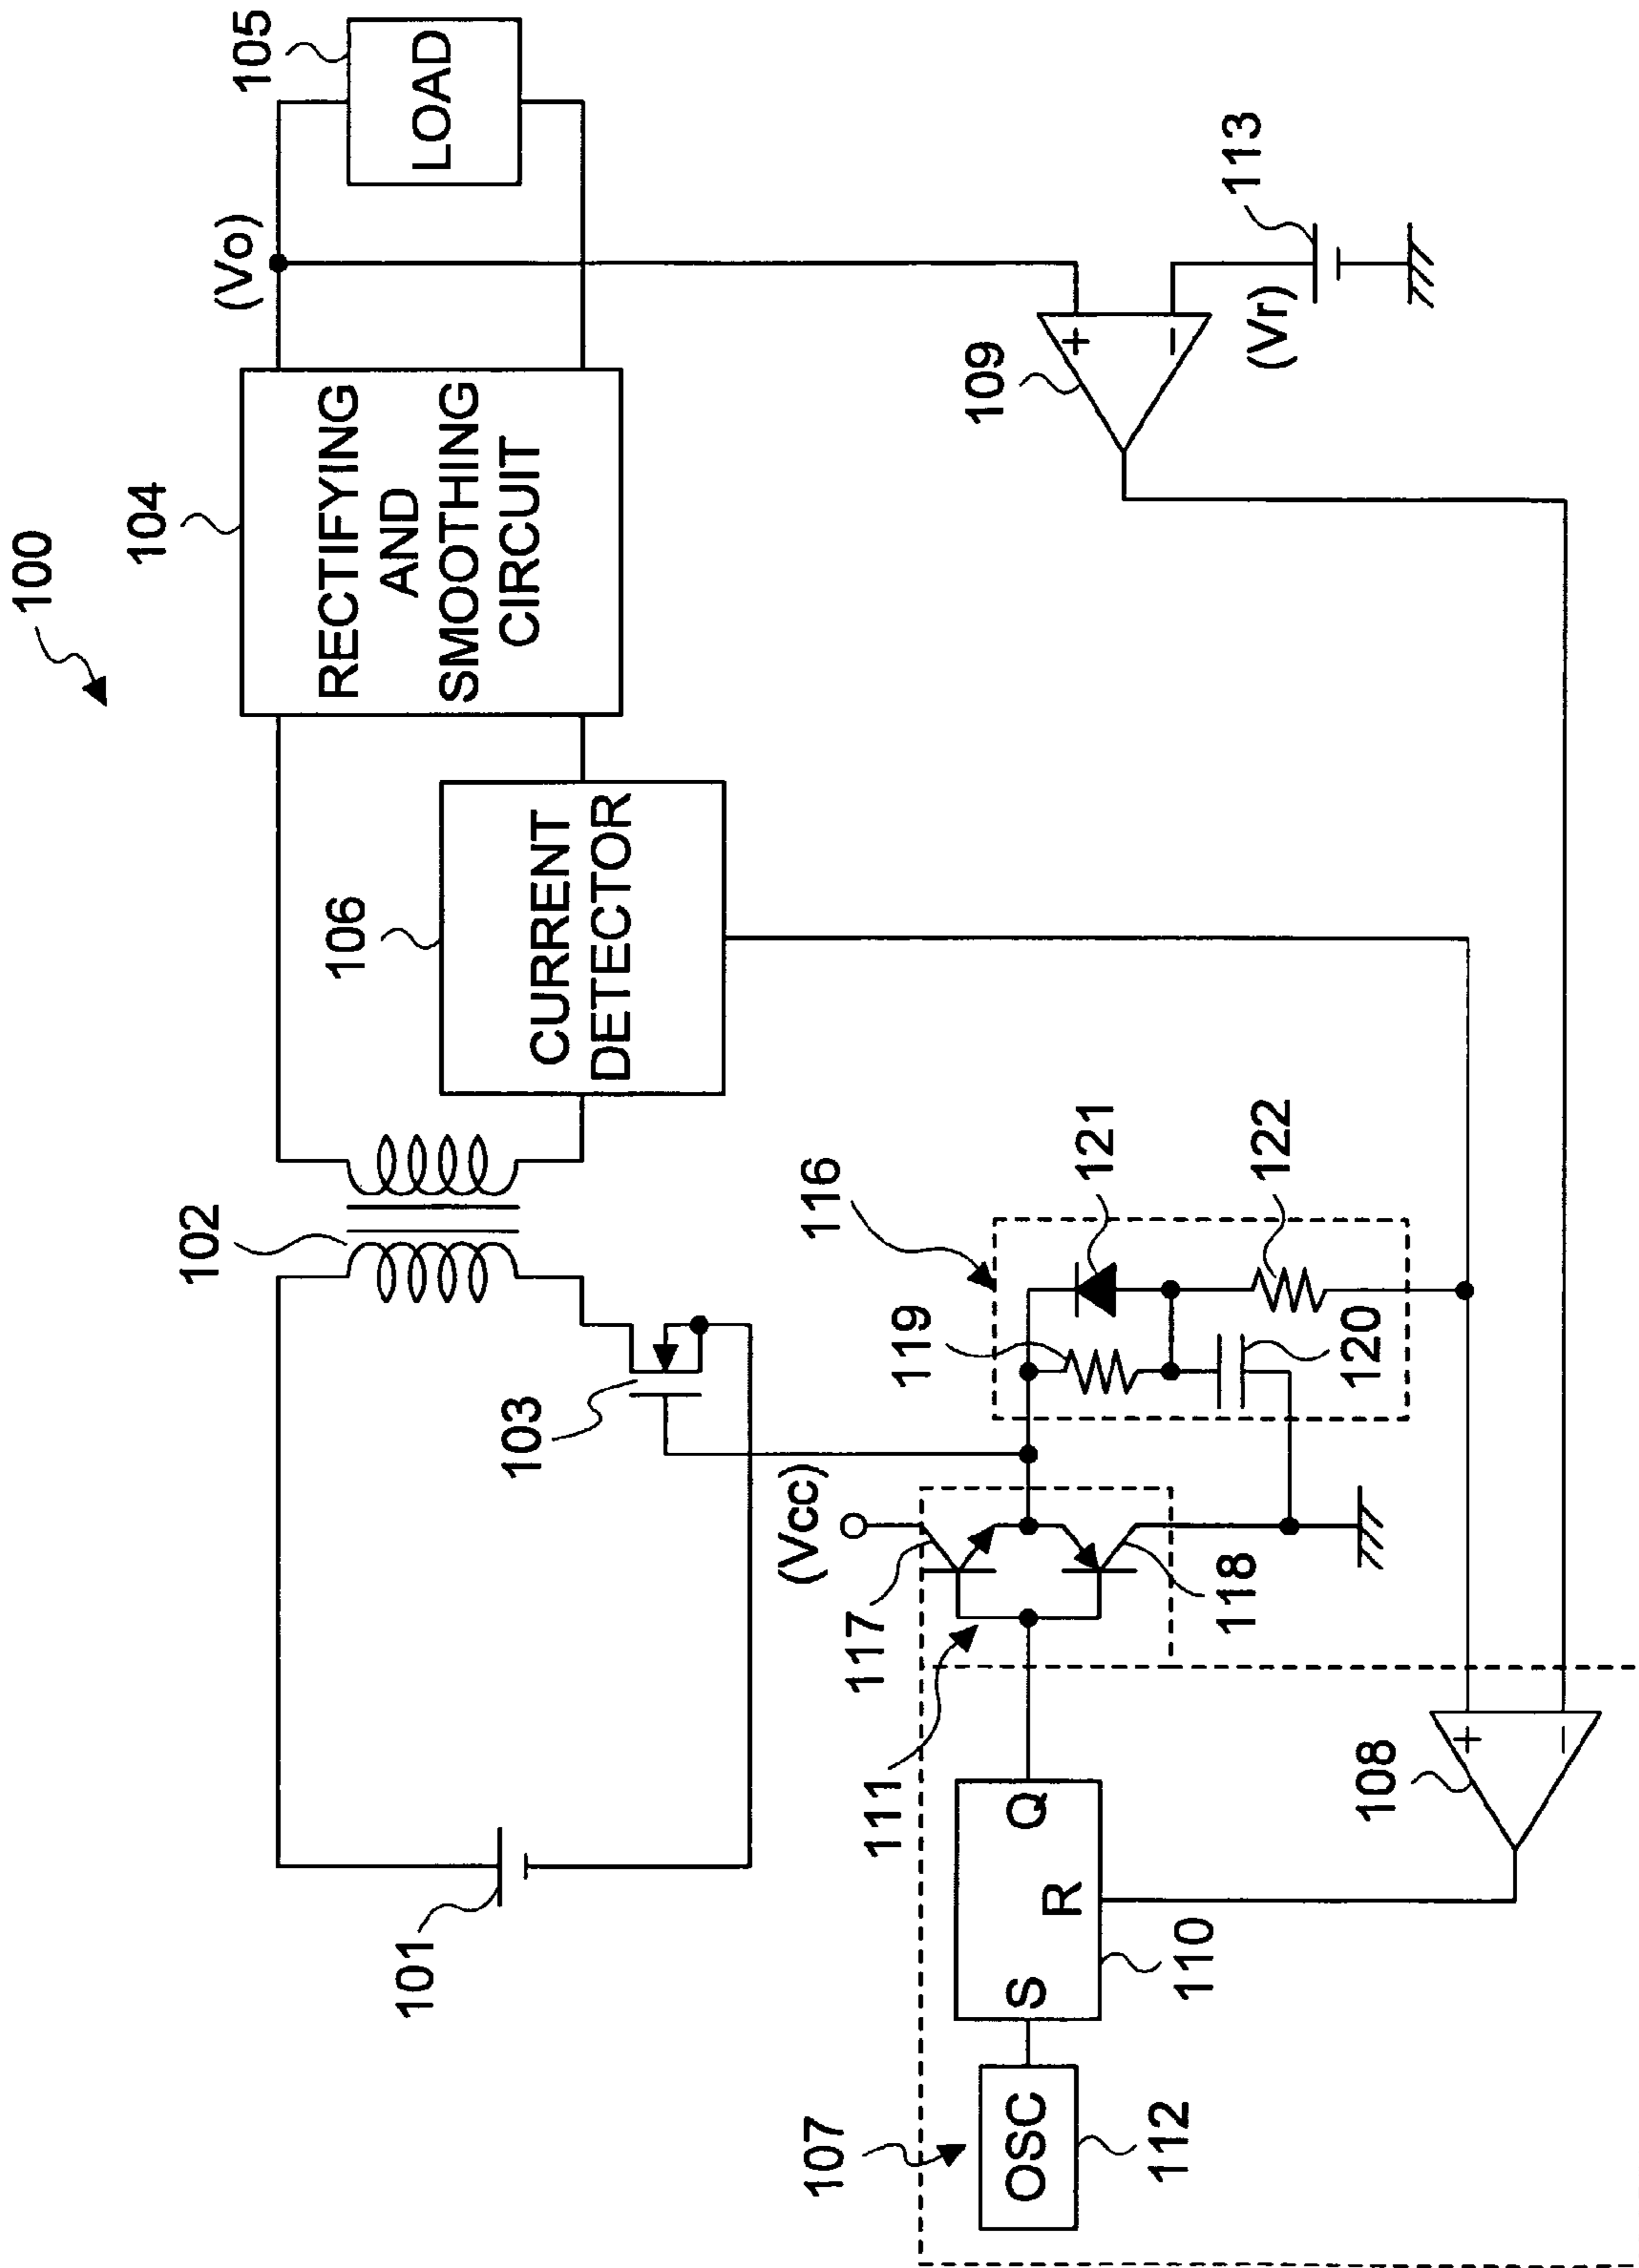 100
105
LOAD
(Vo)
104
RECTIFYING
AND
SMOOTHING
CIRCUIT
106
CURRENT
DETECTOR
102
103
101
113
(Vr)
109
+
−
116
121
122
119
120
(Vcc)
117
118
111
107
OSC
112
S
Q
R
110
108
+
−